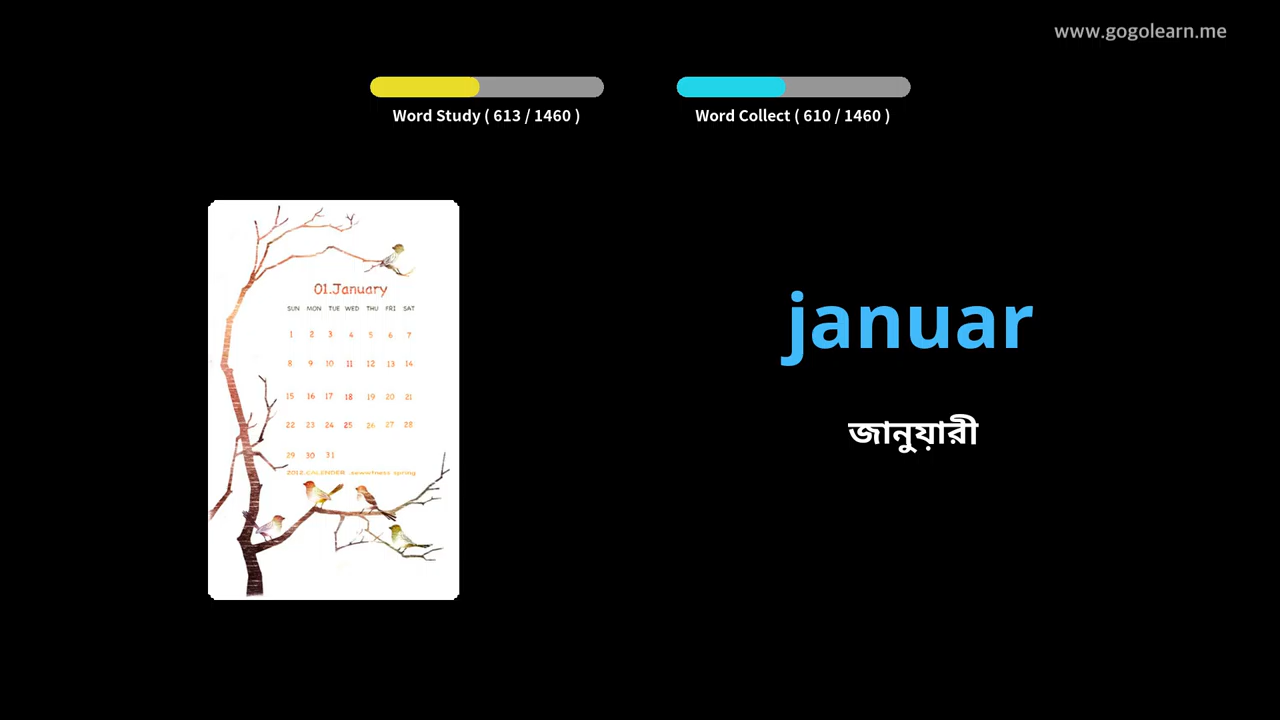 www.gogolearn.me
Word Study ( 613 / 1460 )
Word Collect ( 610 / 1460 )
01.January
SUN MON TUE WED THU FRI SAT
1 2 3 4 5 6 7
8 9 10 11 12 13 14
15 16 17 18 19 20 21
22 23 24 25 26 27 28
29 30 31
CALENDER spring
januar
জানুয়ারী